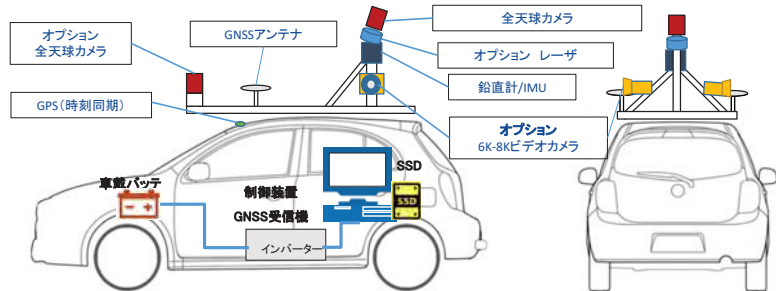 オプション
全天球カメラ
GNSSアンテナ
全天球カメラ
オプション レーザ
鉛直計/IMU
GPS(時刻同期)
オプション
6K-8Kビデオカメラ
SSD
車戴バッテ
制御装置
SSD
GNSS受信機
インバーター